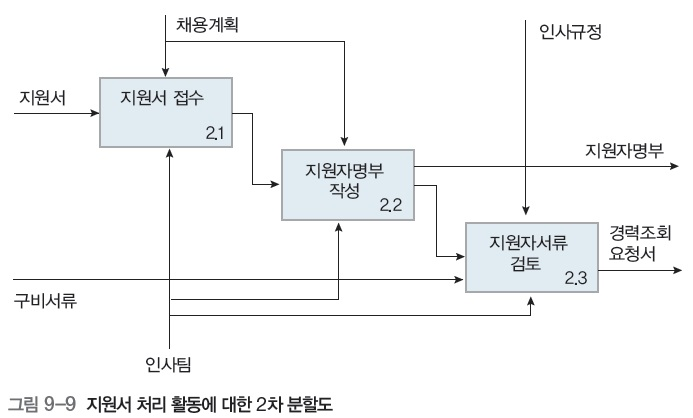 채용계획
인사규정
지원서
지원서 접수
2.1
지원자명부
지원자명부
작성
2.2
지원자서류
검토
2.3
경력조회
요청서
구비서류
인사팀
그림 9-9 지원서 처리 활동에 대한 2차 분할도